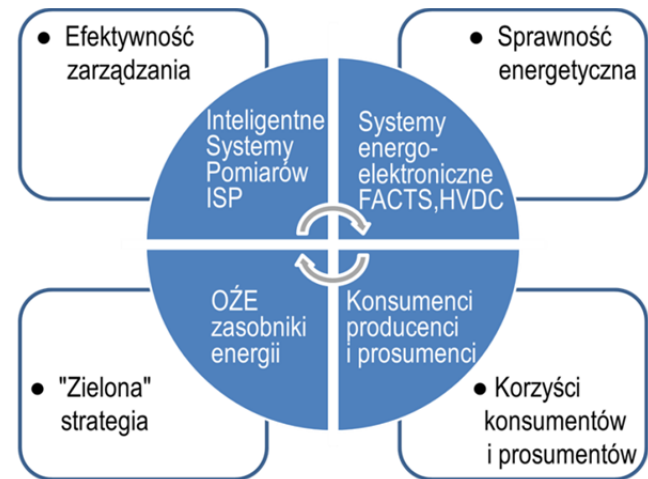 ● Efektywność
zarządzania
● Sprawność
energetyczna
Inteligentne
Systemy
Pomiarów
ISP
Systemy
energo-
elektroniczne
FACTS,HVDC
OŹE
zasobniki
energii
Konsumenci
producenci
i prosumenci
● "Zielona"
strategia
● Korzyści
konsumentów
i prosumentów